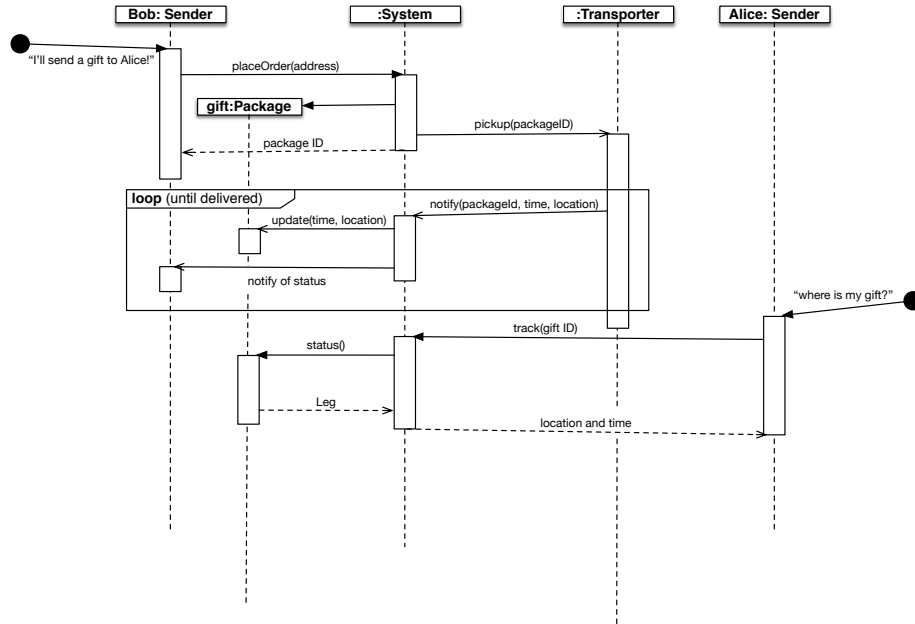 Bob: Sender
:System
:Transporter
Alice: Sender
“I’ll send a gift to Alice!”
placeOrder(address)
gift:Package
pickup(packageID)
package ID
loop (until delivered)
notify(packageId, time, location)
update(time, location)
notify of status
“where is my gift?”
track(gift ID)
status()
Leg
location and time